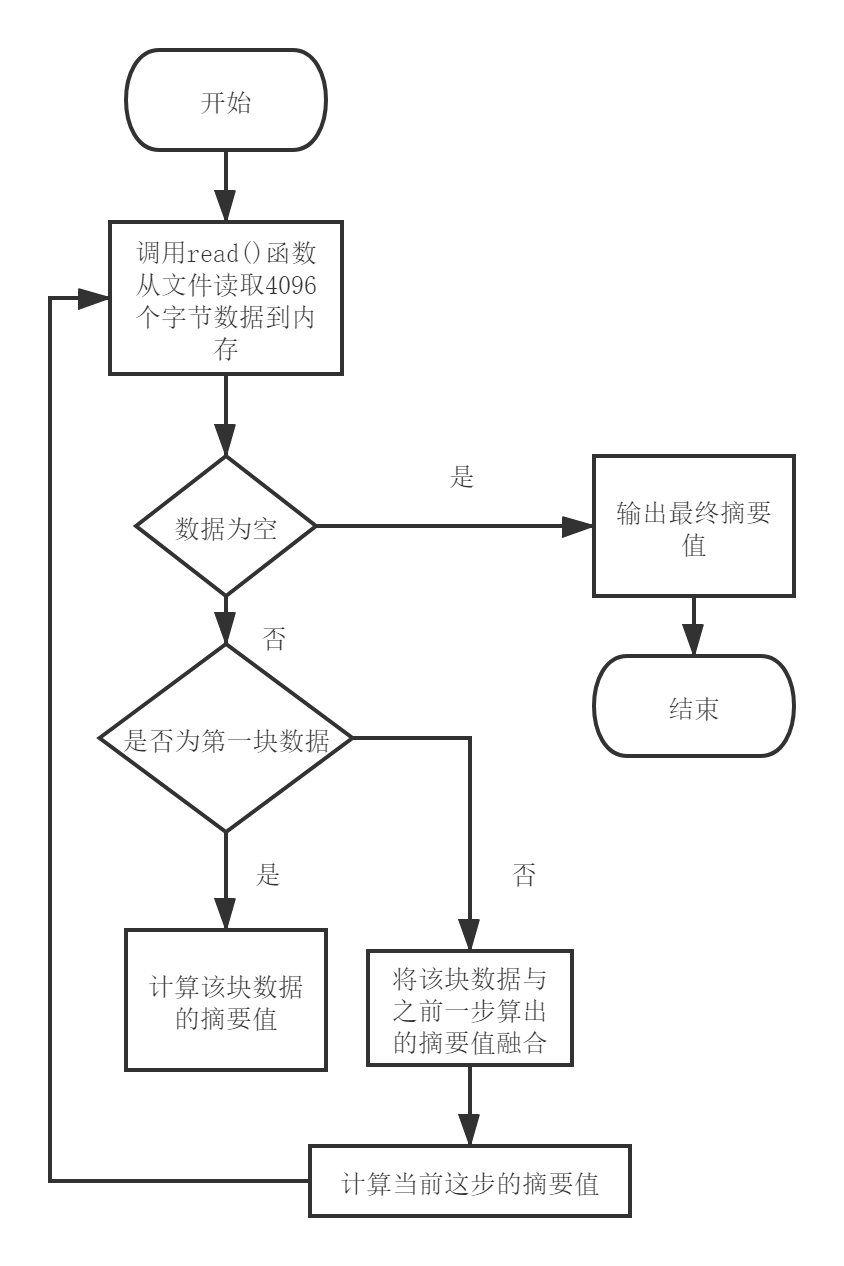 开始
调用read()函数
从文件读取4096
个字节数据到内
存
数据为空
是
输出最终摘要
值
结束
否
是否为第一块数据
是
否
计算该块数据
的摘要值
将该块数据与
之前一步算出
的摘要值融合
计算当前这步的摘要值